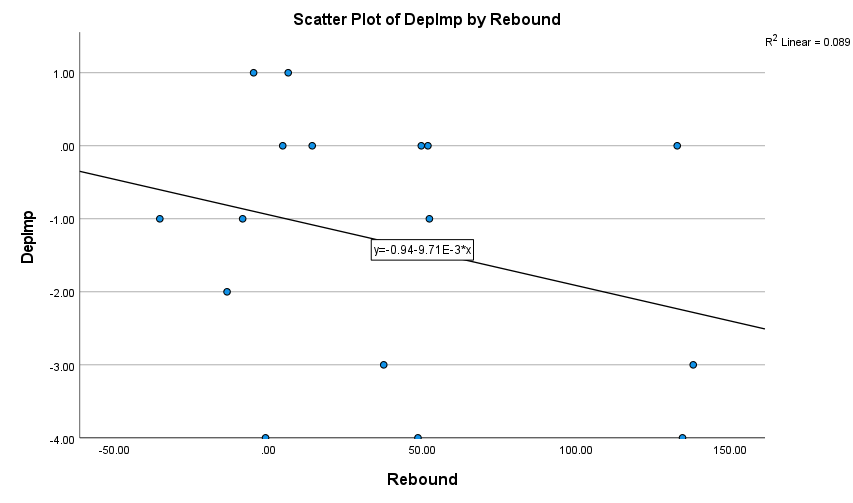 Scatter Plot of DepImp by Rebound
R2 Linear = 0.089
1.00
.00
-1.00
-2.00
-3.00
-4.00
DepImp
y=-0.94-9.71E-3*x
-50.00 .00 50.00 100.00 150.00
Rebound